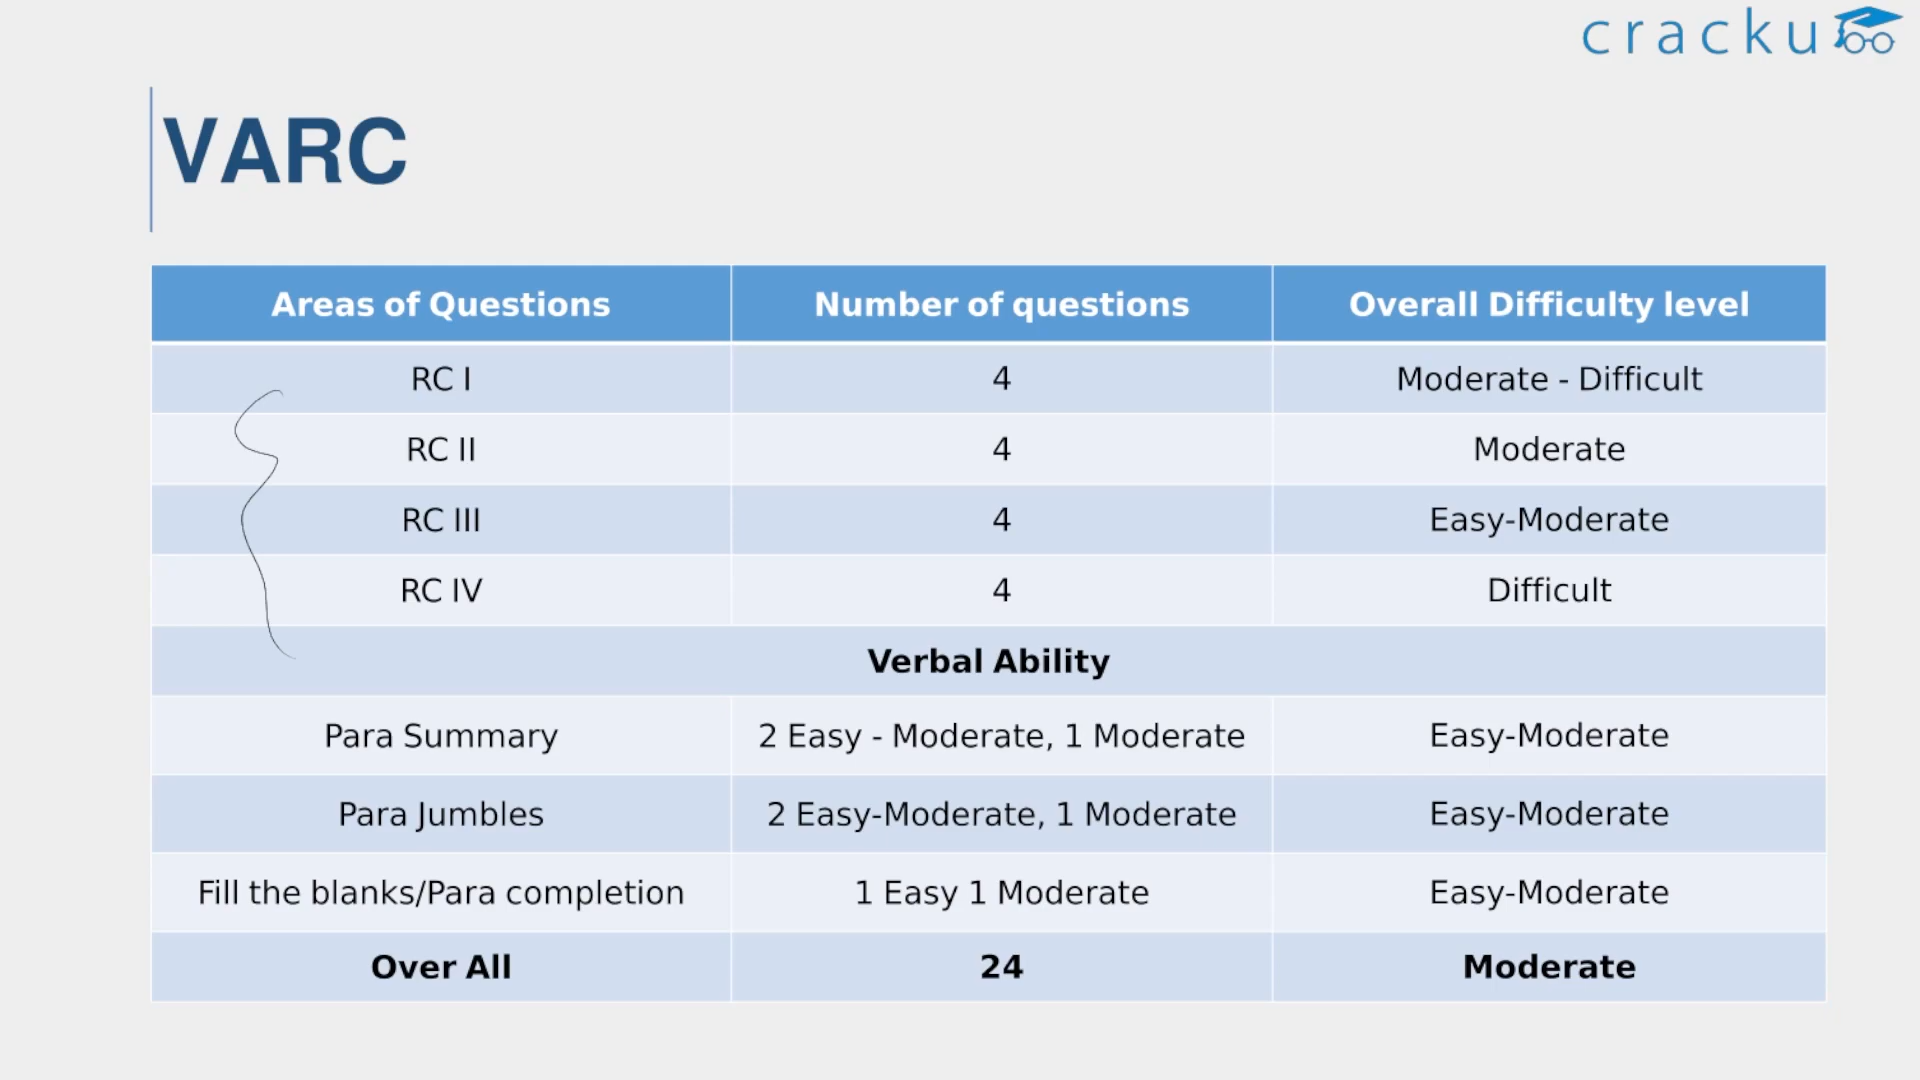 cracku
VARC
Areas of Questions Number of questions Overall Difficulty level
RC I 4 Moderate - Difficult
RC II 4 Moderate
RC III 4 Easy-Moderate
RC IV 4 Difficult
Verbal Ability
Para Summary 2 Easy - Moderate, 1 Moderate Easy-Moderate
Para Jumbles 2 Easy-Moderate, 1 Moderate Easy-Moderate
Fill the blanks/Para completion 1 Easy 1 Moderate Easy-Moderate
Over All 24 Moderate